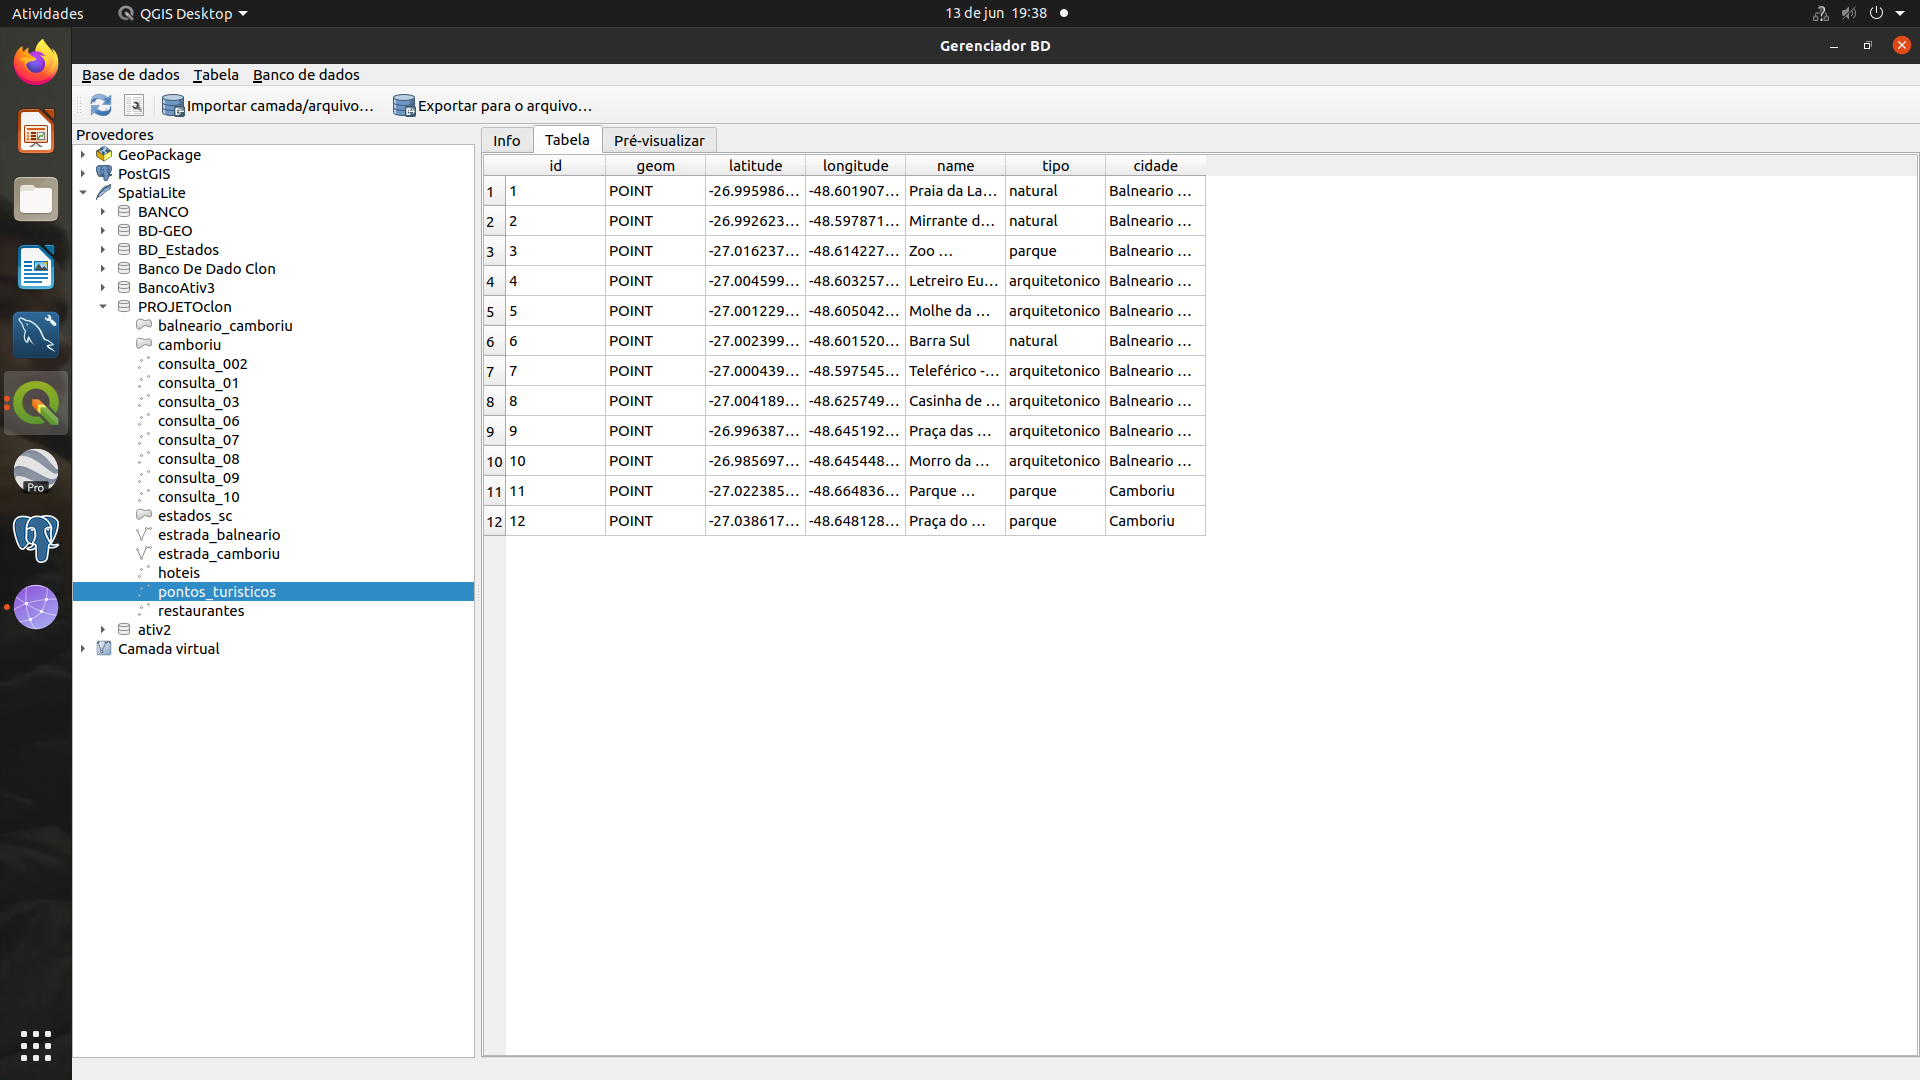 Atividades QGIS Desktop 13 de jun 19:38
Gerenciador BD
Base de dados Tabela Banco de dados
Importar camada/arquivo… Exportar para o arquivo…
Provedores
GeoPackage
PostGIS
SpatiaLite
BANCO
BD-GEO
BD_Estados
Banco De Dado Clon
BancoAtiv3
PROJETOclon
balneario_camboriu
camboriu
consulta_002
consulta_01
consulta_03
consulta_06
consulta_07
consulta_08
consulta_09
consulta_10
estados_sc
estrada_balneario
estrada_camboriu
hoteis
pontos_turisticos
restaurantes
ativ2
Camada virtual
Pro
Info Tabela Pré-visualizar
id geom latitude longitude name tipo cidade
1 1 POINT -26.995986… -48.601907… Praia da La… natural Balneario …
2 2 POINT -26.992623… -48.597871… Mirrante d… natural Balneario …
3 3 POINT -27.016237… -48.614227… Zoo … parque Balneario …
4 4 POINT -27.004599… -48.603257… Letreiro Eu… arquitetonico Balneario …
5 5 POINT -27.001229… -48.605042… Molhe da … arquitetonico Balneario …
6 6 POINT -27.002399… -48.601520… Barra Sul natural Balneario …
7 7 POINT -27.000439… -48.597545… Teleférico -… arquitetonico Balneario …
8 8 POINT -27.004189… -48.625749… Casinha de … arquitetonico Balneario …
9 9 POINT -26.996387… -48.645192… Praça das … arquitetonico Balneario …
10 10 POINT -26.985697… -48.645448… Morro da … arquitetonico Balneario …
11 11 POINT -27.022385… -48.664836… Parque … parque Camboriu
12 12 POINT -27.038617… -48.648128… Praça do … parque Camboriu